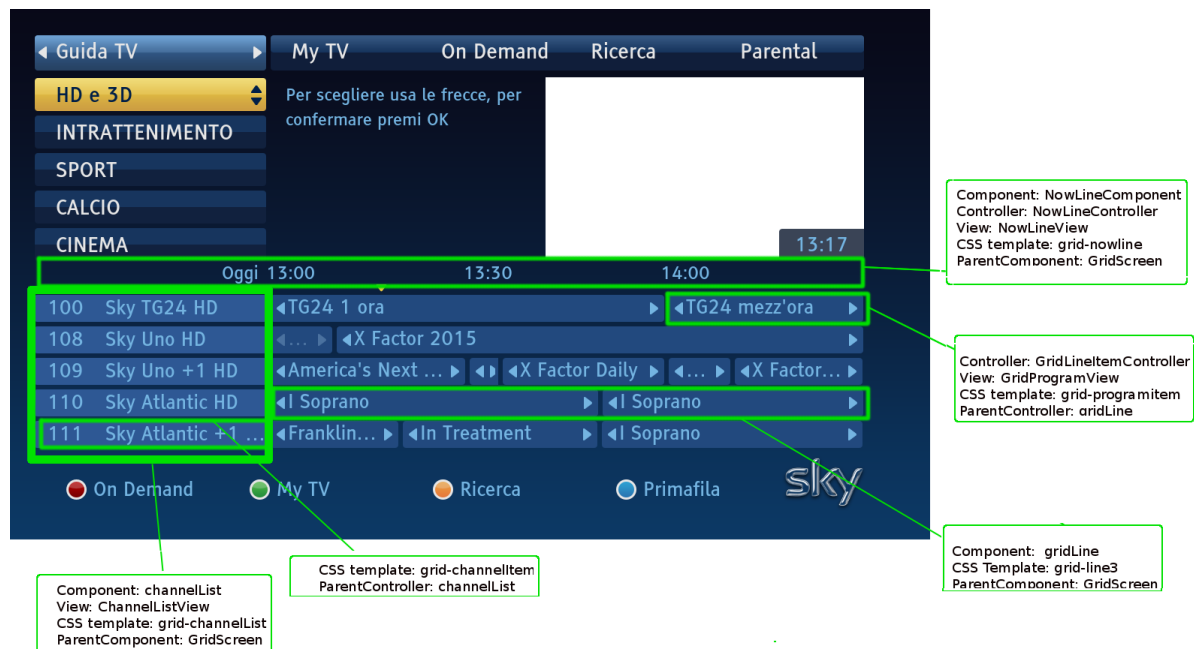 Guida TV My TV On Demand Ricerca Parental
HD e 3D
INTRATTENIMENTO
SPORT
CALCIO
CINEMA
Per scegliere usa le frecce, per
confermare premi OK
13:17
Oggi 13:00 13:30 14:00
100 Sky TG24 HD TG24 1 ora TG24 mezz'ora
108 Sky Uno HD ... X Factor 2015
109 Sky Uno +1 HD America's Next ... X Factor Daily ... X Factor...
110 Sky Atlantic HD I Soprano I Soprano
111 Sky Atlantic +1 ... Franklin... In Treatment I Soprano
On Demand My TV Ricerca Primafila
sky
Component: NowLineComponent
Controller: NowLineController
View: NowLineView
CSS template: grid-nowline
ParentComponent: GridScreen
Controller: GridLineItemController
View: GridProgramView
CSS template: grid-programitem
ParentController: gridLine
Component: gridLine
CSS Template: grid-line3
ParentComponent: GridScreen
CSS template: grid-channelItem
ParentController: channelList
Component: channelList
View: ChannelListView
CSS template: grid-channelList
ParentComponent: GridScreen